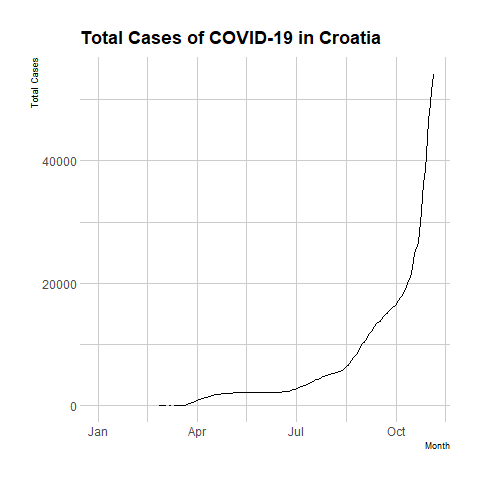 Total Cases of COVID-19 in Croatia
Total Cases
40000
20000
0
Jan Apr Jul Oct
Month